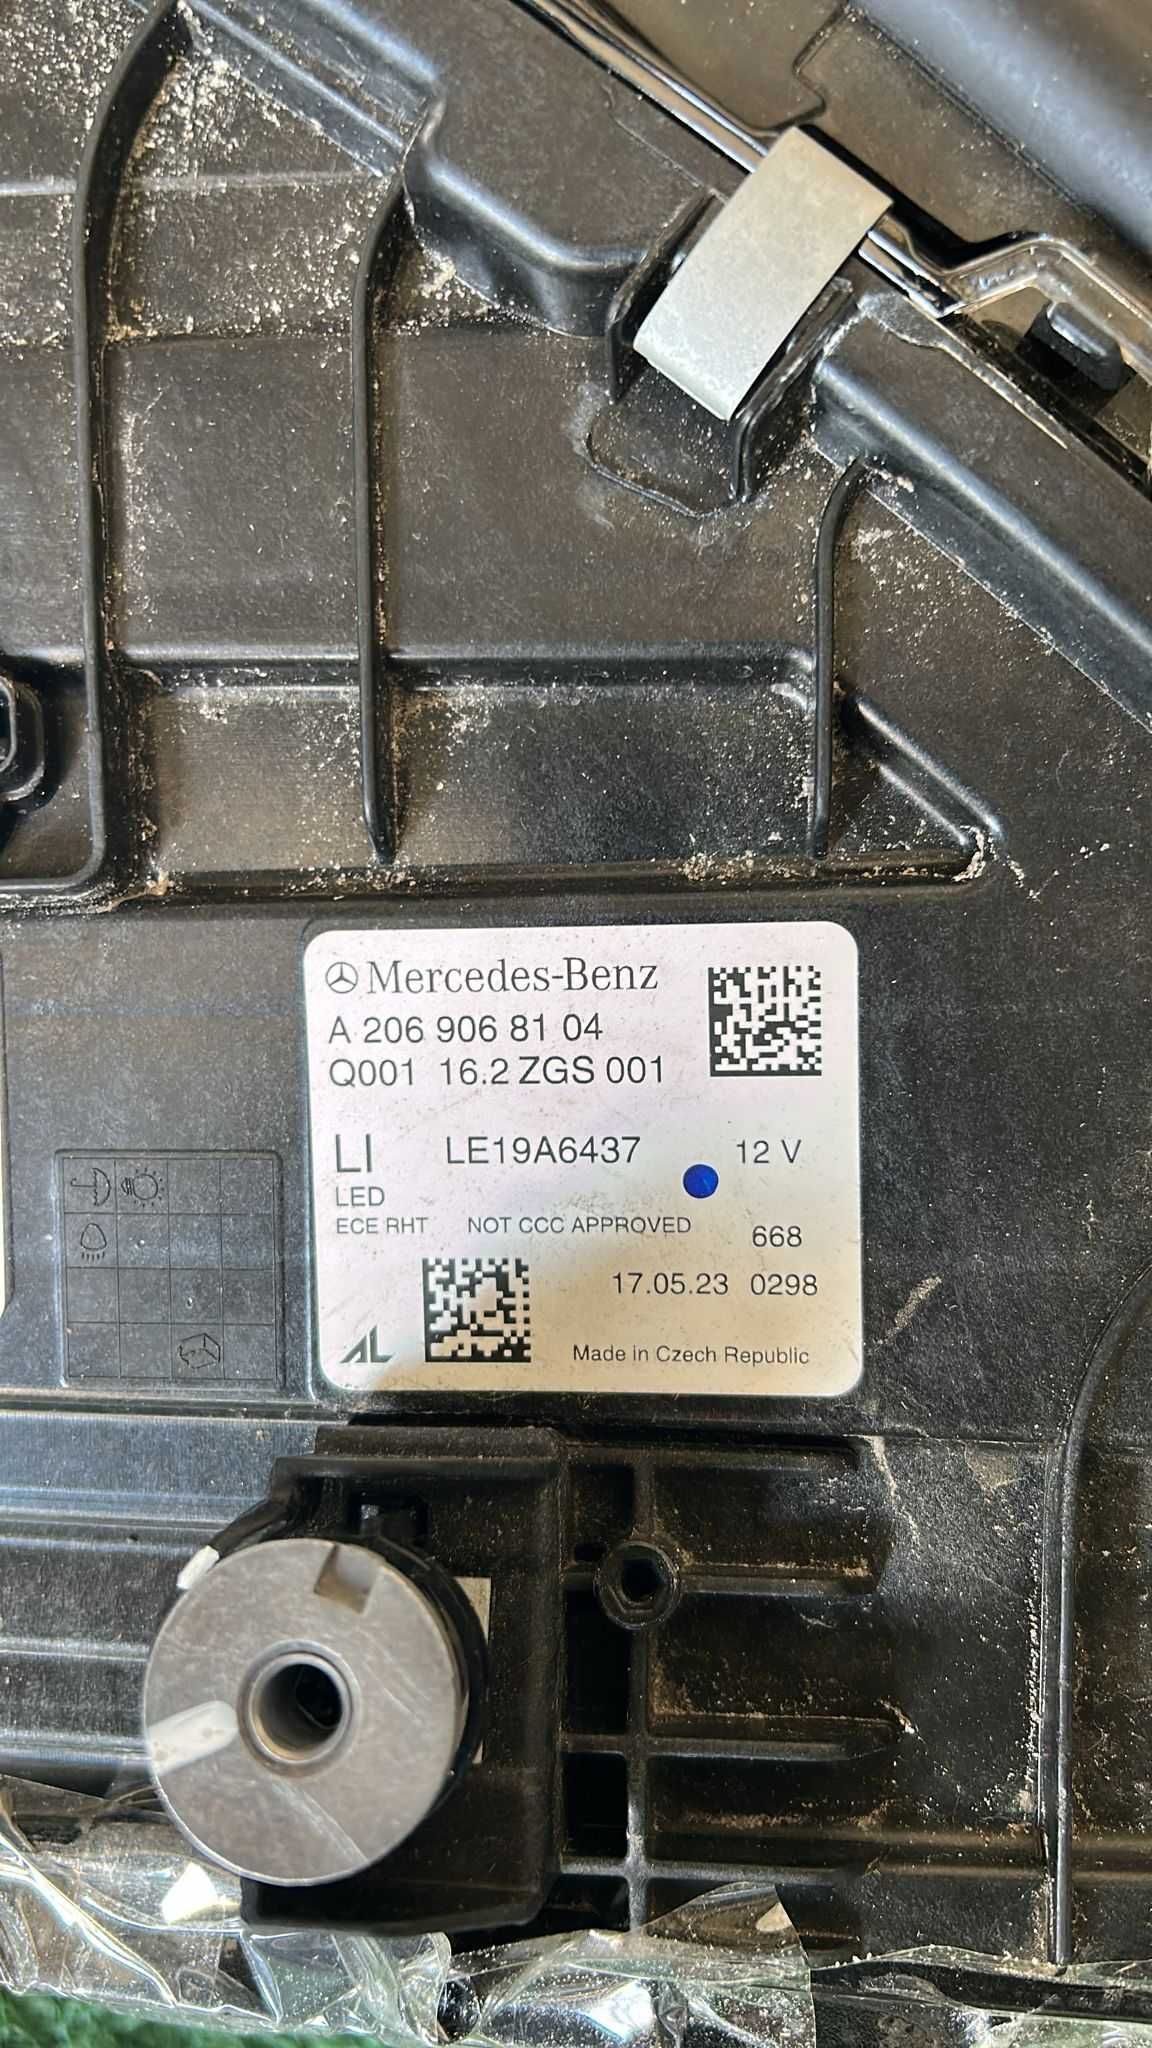 Mercedes-Benz
A 206 906 81 04
Q001 16.2 ZGS 001
LI LE19A6437 12 V
LED
ECE RHT NOT CCC APPROVED
668
17.05.23 0298
AL
Made in Czech Republic